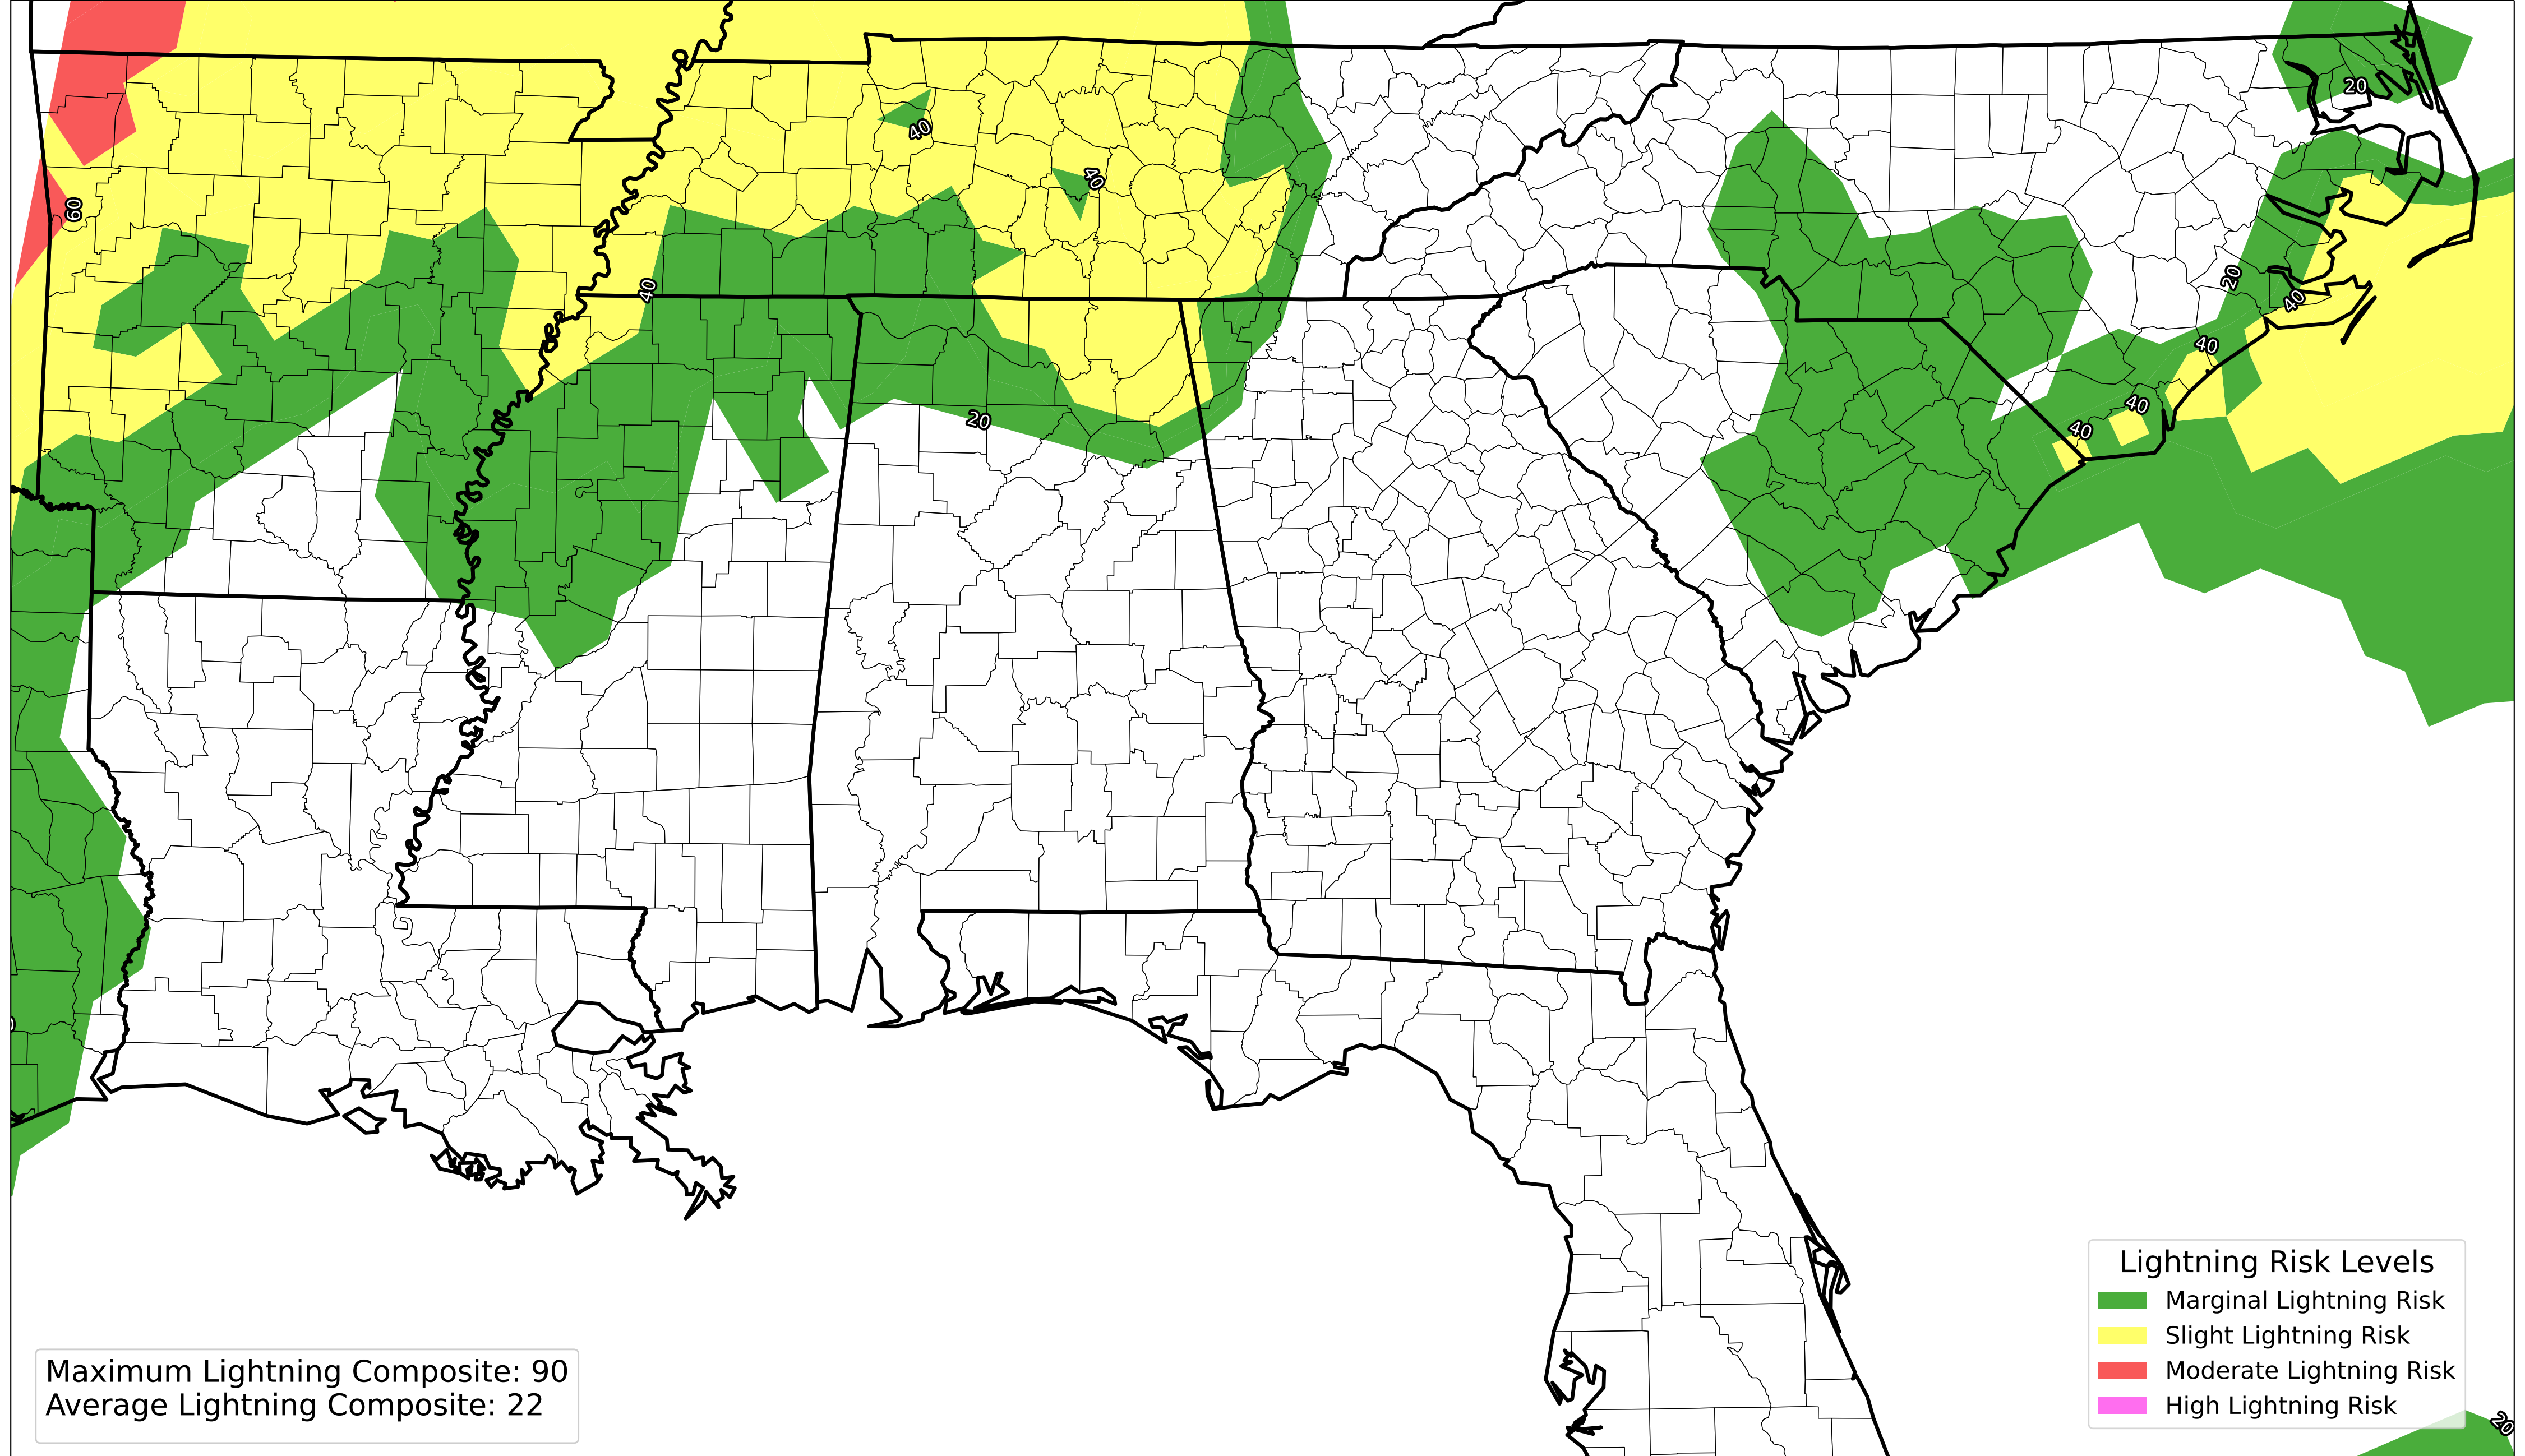 20
40
40
60
20
40
40
40
20
40
40
20
Lightning Risk Levels
Marginal Lightning Risk
Slight Lightning Risk
Moderate Lightning Risk
High Lightning Risk
Maximum Lightning Composite: 90
Average Lightning Composite: 22
20